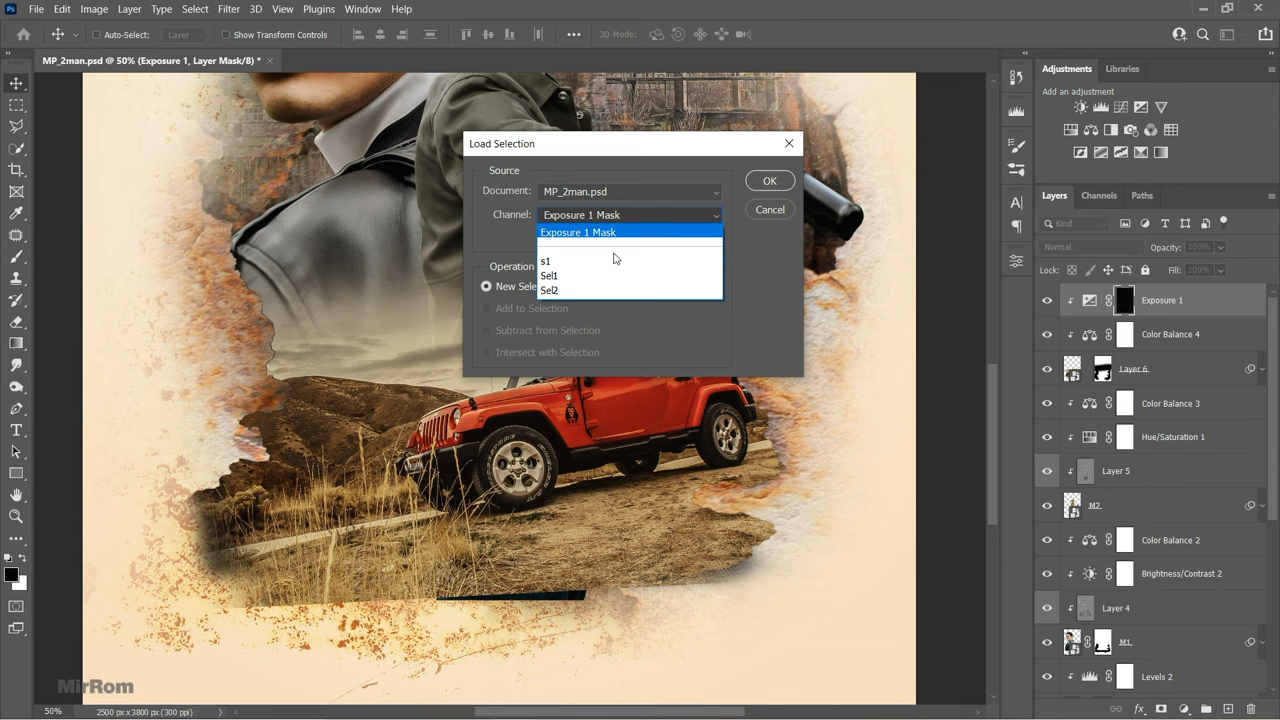 Ps File Edit Image Layer Type Select Filter 3D View Plugins Window Help
Auto-Select: Layer Show Transform Controls 3D Mode:
MP_2man.psd @ 50% (Exposure 1, Layer Mask/8) *
Load Selection
Source
Document: MP_2man.psd
Channel: Exposure 1 Mask
Exposure 1 Mask
s1
Sel1
Sel2
Operation
New Sele
Add to Selection
Subtract from Selection
Intersect with Selection
OK
Cancel
Adjustments Libraries
Add an adjustment
Layers Channels Paths
Kind
Normal Opacity: 100%
Lock: Fill: 100%
Exposure 1
Color Balance 4
Layer 6
Color Balance 3
Hue/Saturation 1
Layer 5
M2
Color Balance 2
Brightness/Contrast 2
Layer 4
M1
Levels 2
MirRom
50% 2500 px x 3800 px (300 ppi)